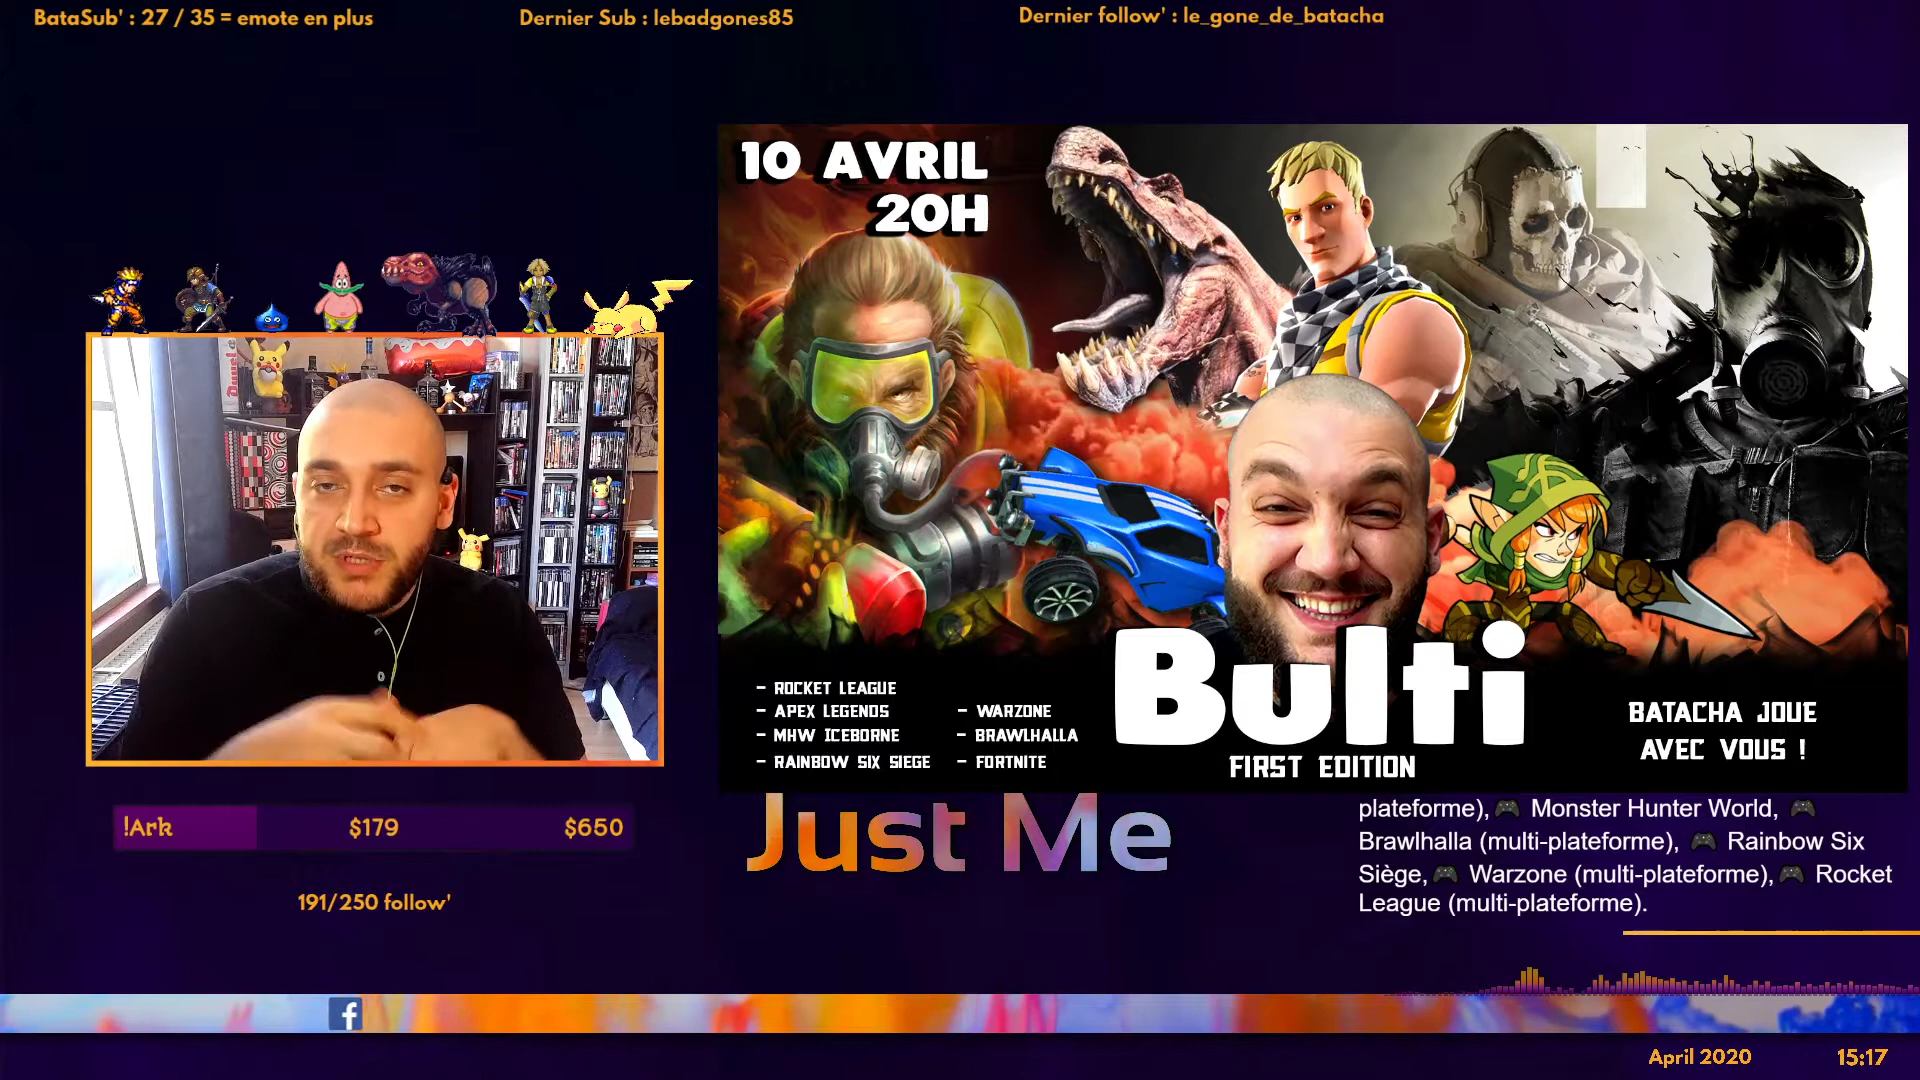 BataSub' : 27 / 35 = emote en plus
Dernier Sub : lebadgones85
Dernier follow' : le_gone_de_batacha
10 AVRIL
20H
- ROCKET LEAGUE
- APEX LEGENDS
- MHW ICEBORNE
- RAINBOW SIX SIEGE
- WARZONE
- BRAWLHALLA
- FORTNITE
Bulti
FIRST EDITION
BATACHA JOUE
AVEC VOUS !
!Ark $179 $650
191/250 follow'
Just Me
plateforme),🎮 Monster Hunter World, 🎮
Brawlhalla (multi-plateforme), 🎮 Rainbow Six
Siège,🎮 Warzone (multi-plateforme),🎮 Rocket
League (multi-plateforme).
f
April 2020 15:17